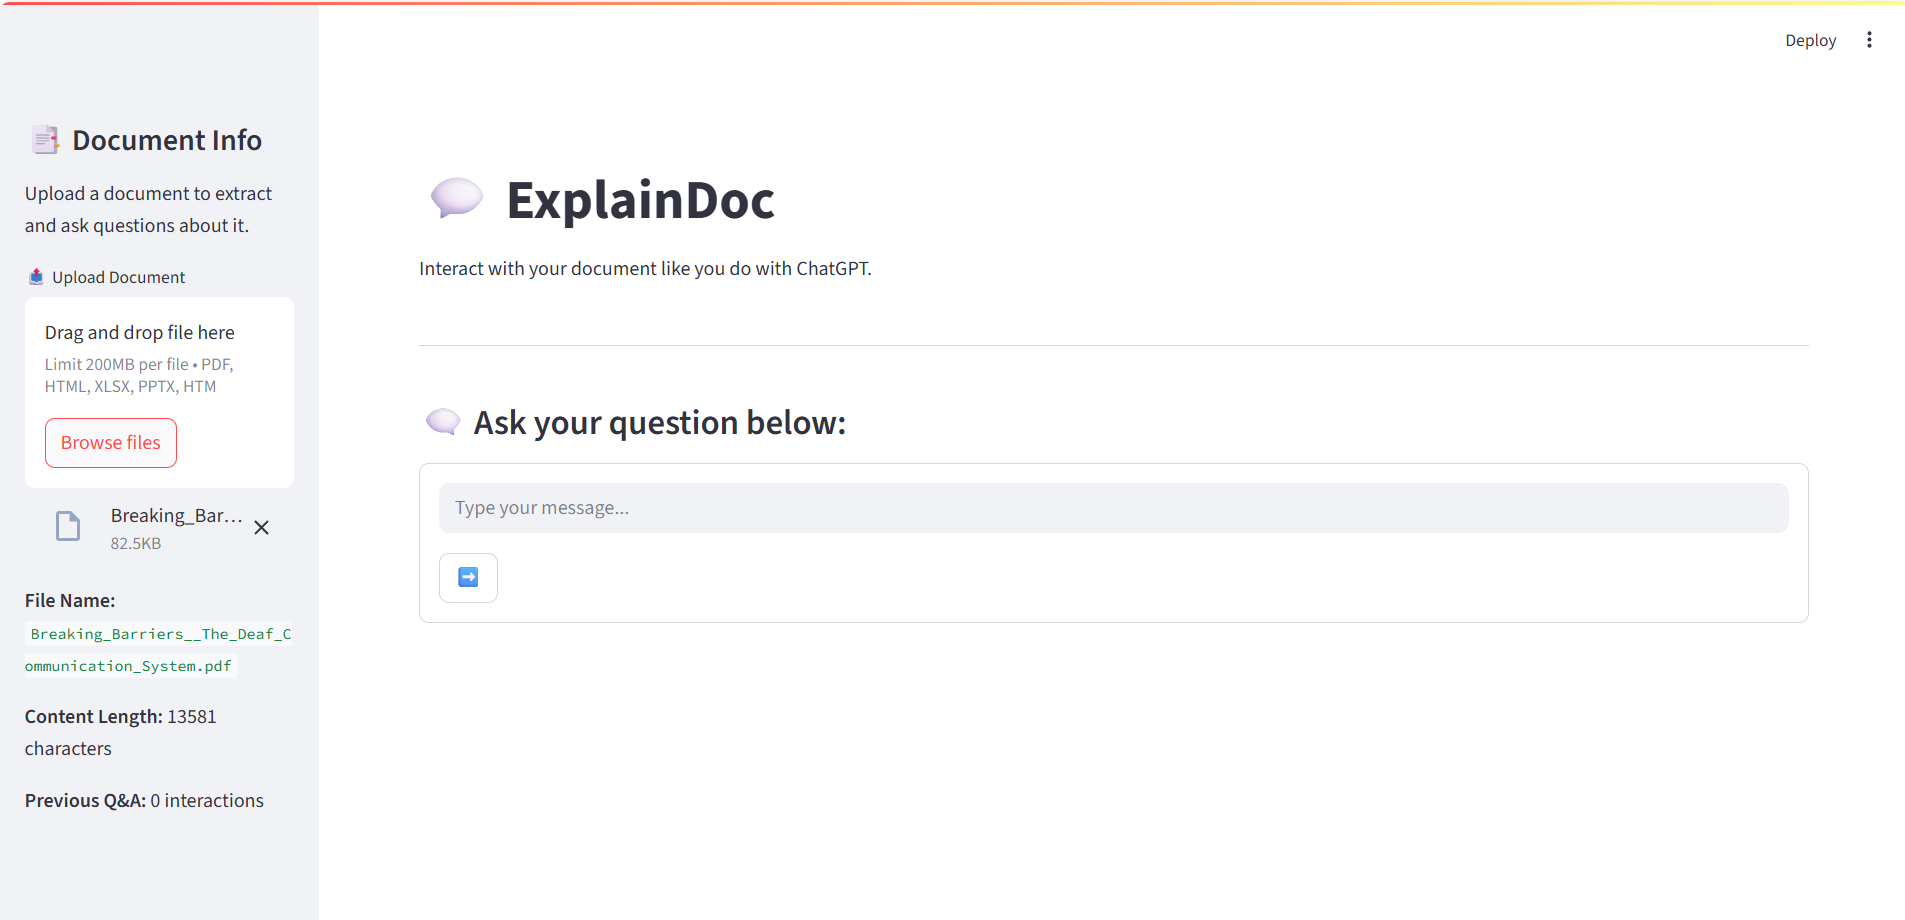 Deploy
Document Info
Upload a document to extract
and ask questions about it.
Upload Document
Drag and drop file here
Limit 200MB per file • PDF,
HTML, XLSX, PPTX, HTM
Browse files
Breaking_Bar...
82.5KB
File Name:
Breaking_Barriers__The_Deaf_C
ommunication_System.pdf
Content Length: 13581
characters
Previous Q&A: 0 interactions
ExplainDoc
Interact with your document like you do with ChatGPT.
Ask your question below:
Type your message...